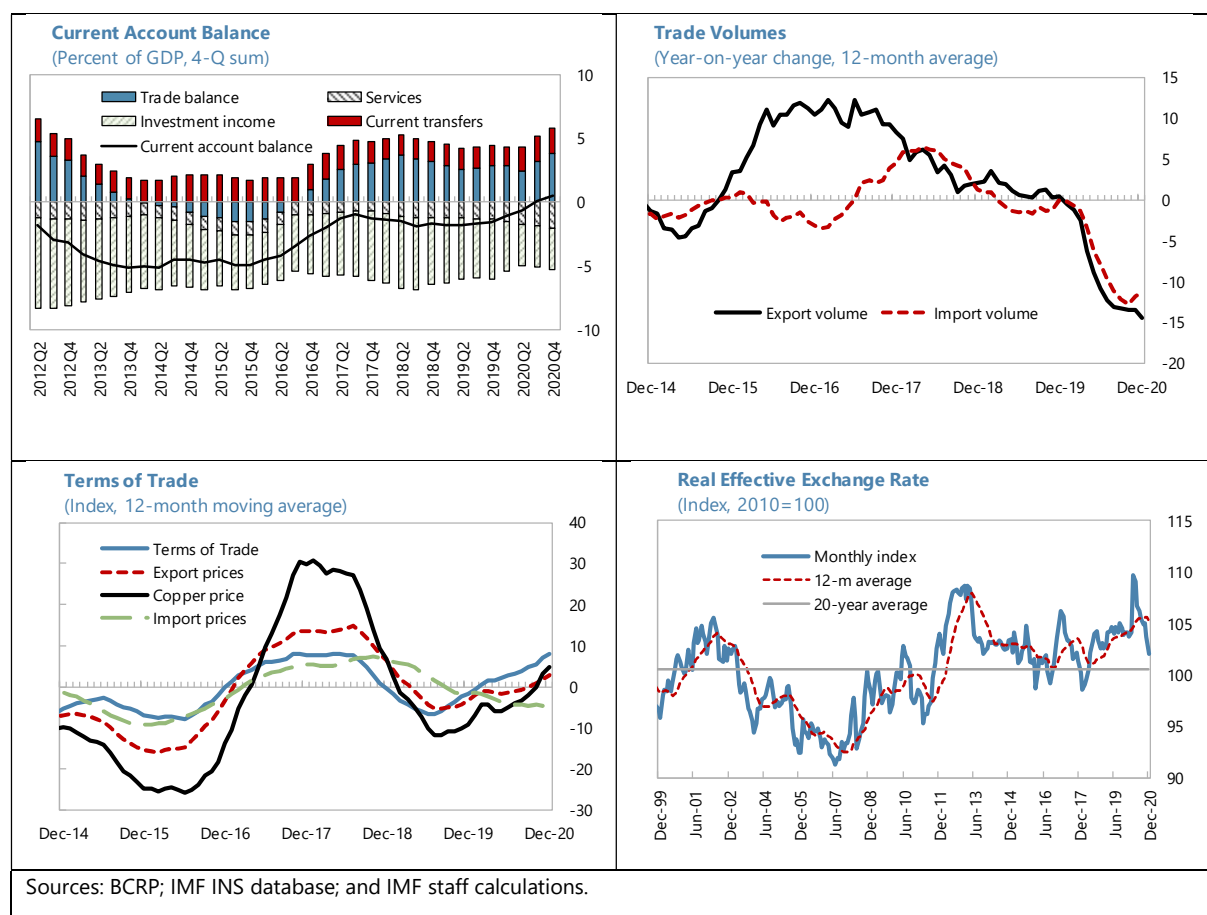 Current Account Balance
(Percent of GDP, 4-Q sum)
10
5
0
-5
-10
Trade balance
Services
Investment income
Current transfers
Current account balance
2012Q2
2012Q4
2013Q2
2013Q4
2014Q2
2014Q4
2015Q2
2015Q4
2016Q2
2016Q4
2017Q2
2017Q4
2018Q2
2018Q4
2019Q2
2019Q4
2020Q2
2020Q4
Trade Volumes
(Year-on-year change, 12-month average)
15
10
5
0
-5
-10
-15
-20
Export volume
Import volume
Dec-14
Dec-15
Dec-16
Dec-17
Dec-18
Dec-19
Dec-20
Terms of Trade
(Index, 12-month moving average)
40
30
20
10
0
-10
-20
-30
Terms of Trade
Export prices
Copper price
Import prices
Dec-14
Dec-15
Dec-16
Dec-17
Dec-18
Dec-19
Dec-20
Real Effective Exchange Rate
(Index, 2010=100)
115
110
105
100
95
90
Monthly index
12-m average
20-year average
Dec-99
Jun-01
Dec-02
Jun-04
Dec-05
Jun-07
Dec-08
Jun-10
Dec-11
Jun-13
Dec-14
Jun-16
Dec-17
Jun-19
Dec-20
Sources: BCRP; IMF INS database; and IMF staff calculations.